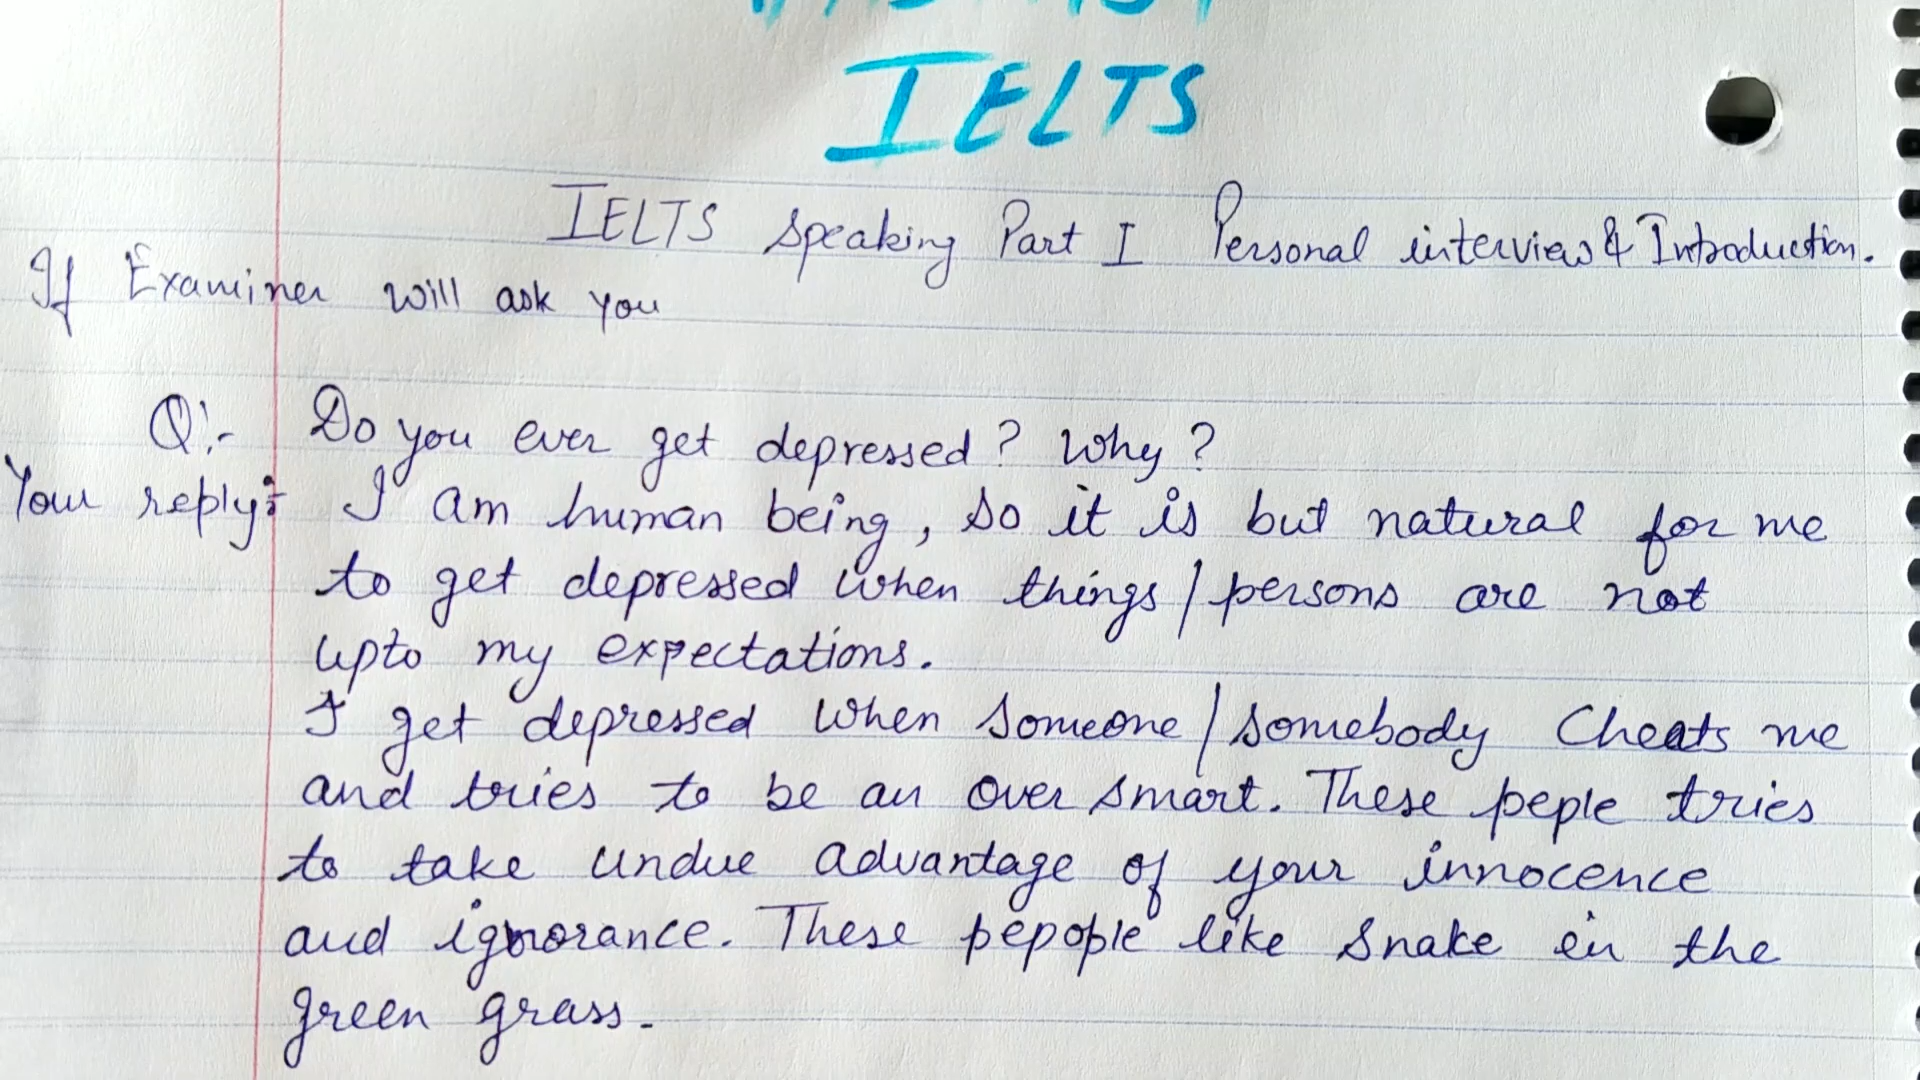 IELTS
IELTS Speaking Part I Personal interview & Introduction.
If Examiner will ask you
Q:- Do you ever get depressed? Why?
Your reply:- I am human being, so it is but natural for me
to get depressed when things / persons are not
upto my expectations.
I get depressed when someone / somebody Cheats me
and tries to be an over smart. These peple tries
to take undue advantage of your innocence
and ignorance. These pepople like snake in the
green grass.